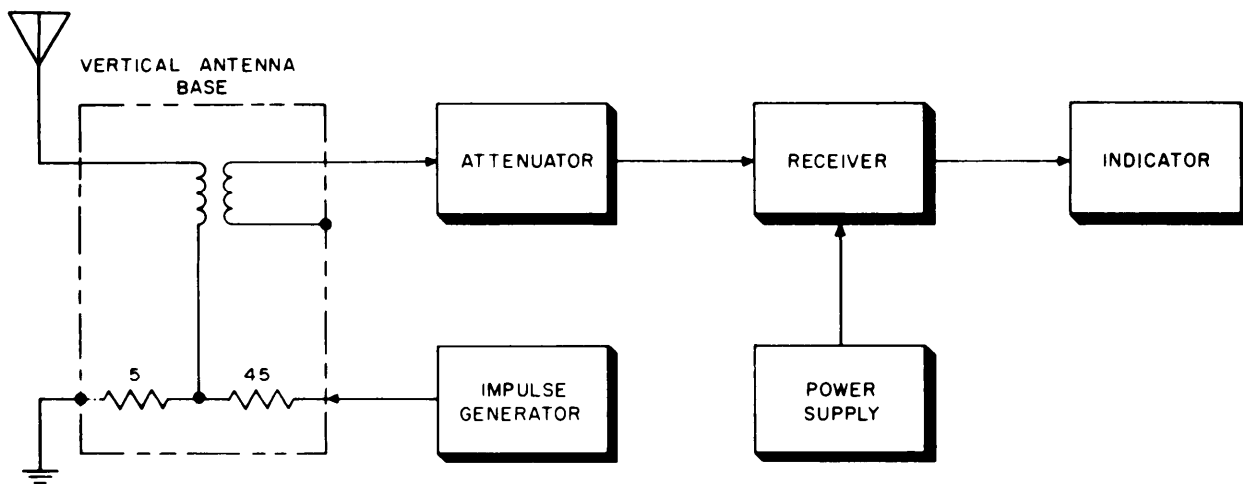 VERTICAL ANTENNA
BASE
ATTENUATOR
RECEIVER
INDICATOR
5
45
IMPULSE
GENERATOR
POWER
SUPPLY